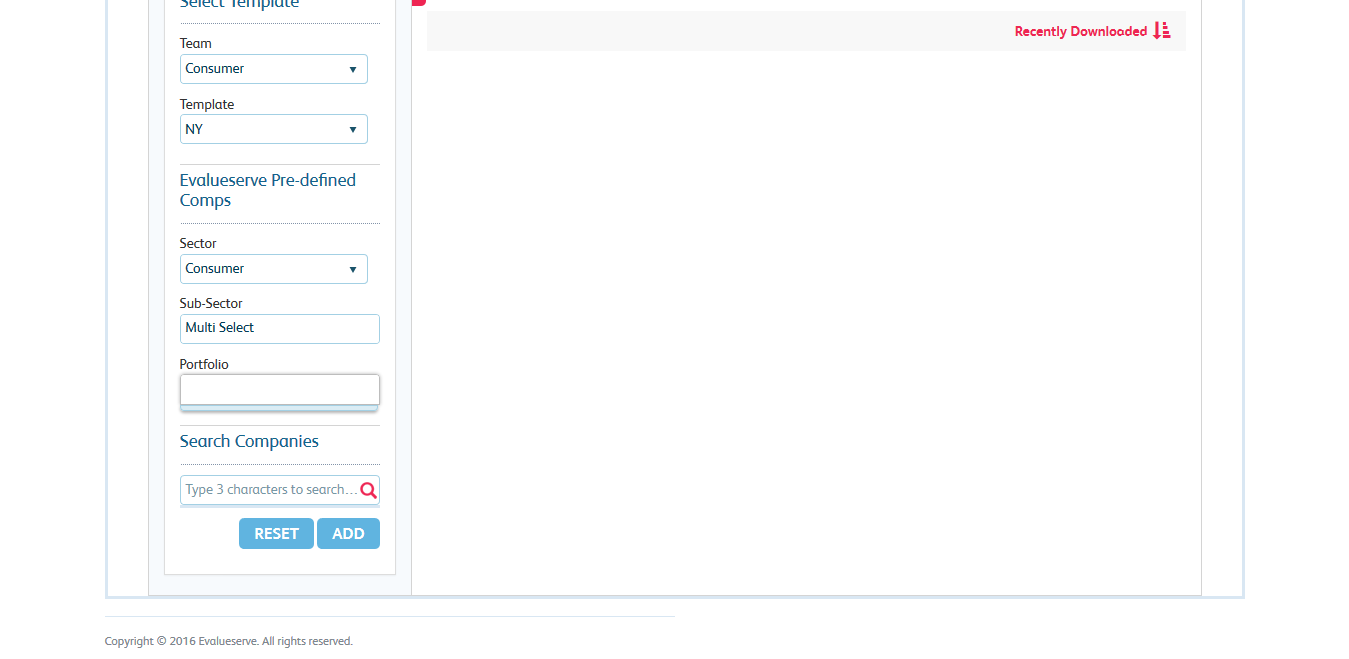 Select Template
Recently Downloaded
Team
Consumer
Template
NY
Evalueserve Pre-defined
Comps
Sector
Consumer
Sub-Sector
Multi Select
Portfolio
Search Companies
Type 3 characters to search...
RESET ADD
Copyright © 2016 Evalueserve. All rights reserved.